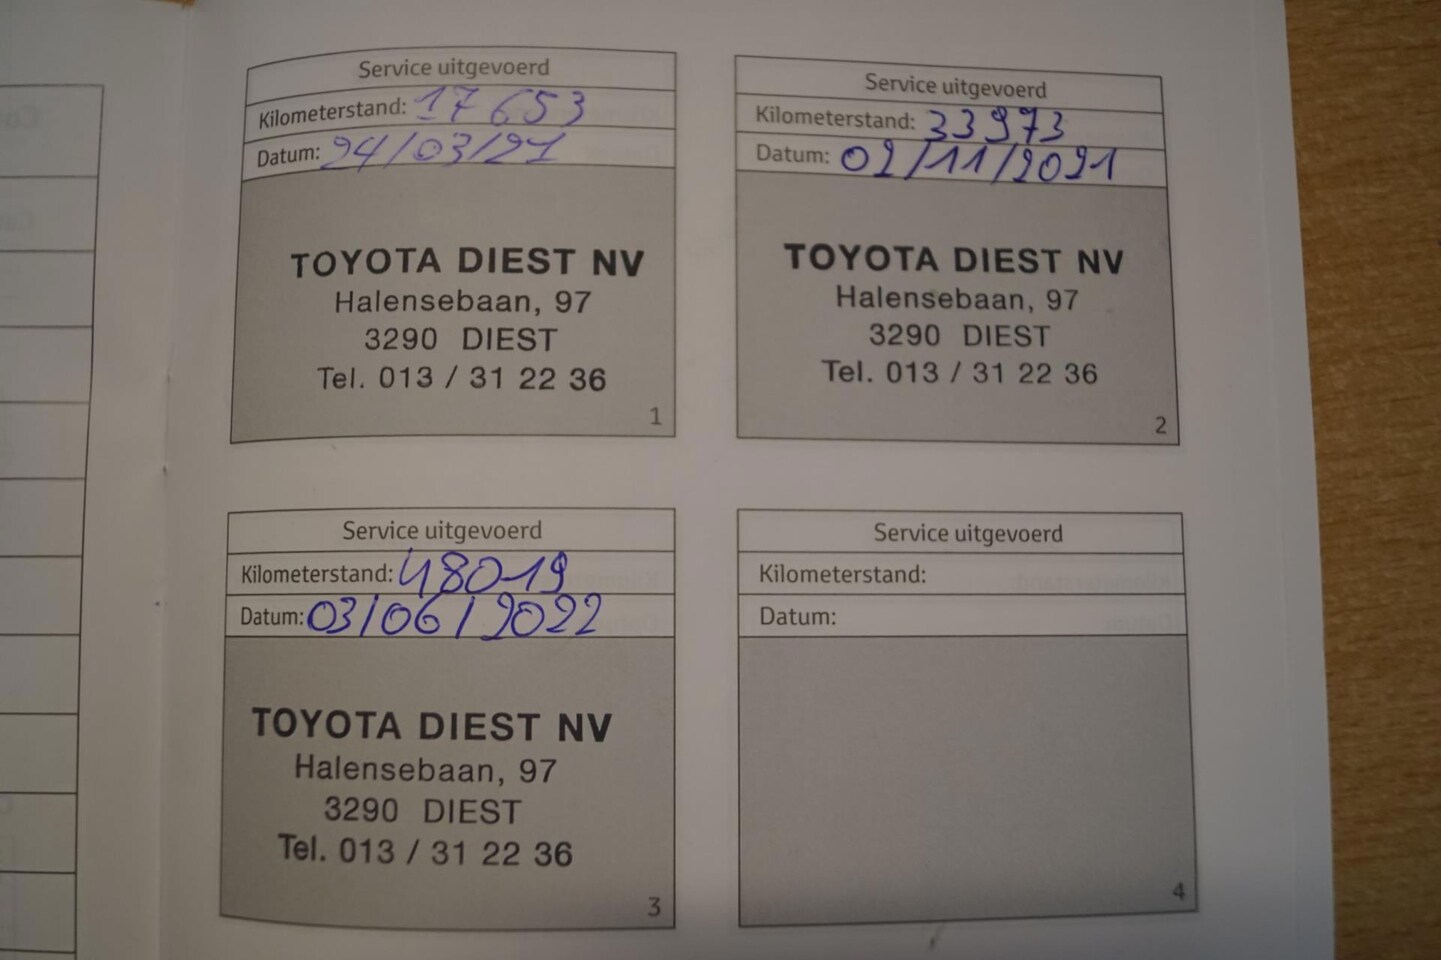 Service uitgevoerd
Kilometerstand: 17 653
Datum: 24/03/21
TOYOTA DIEST NV
Halensebaan, 97
3290 DIEST
Tel. 013 / 31 22 36
1
Service uitgevoerd
Kilometerstand: 33973
Datum: 02/11/2021
TOYOTA DIEST NV
Halensebaan, 97
3290 DIEST
Tel. 013 / 31 22 36
2
Service uitgevoerd
Kilometerstand: 48019
Datum: 03/06/2022
TOYOTA DIEST NV
Halensebaan, 97
3290 DIEST
Tel. 013 / 31 22 36
3
Service uitgevoerd
Kilometerstand:
Datum:
4